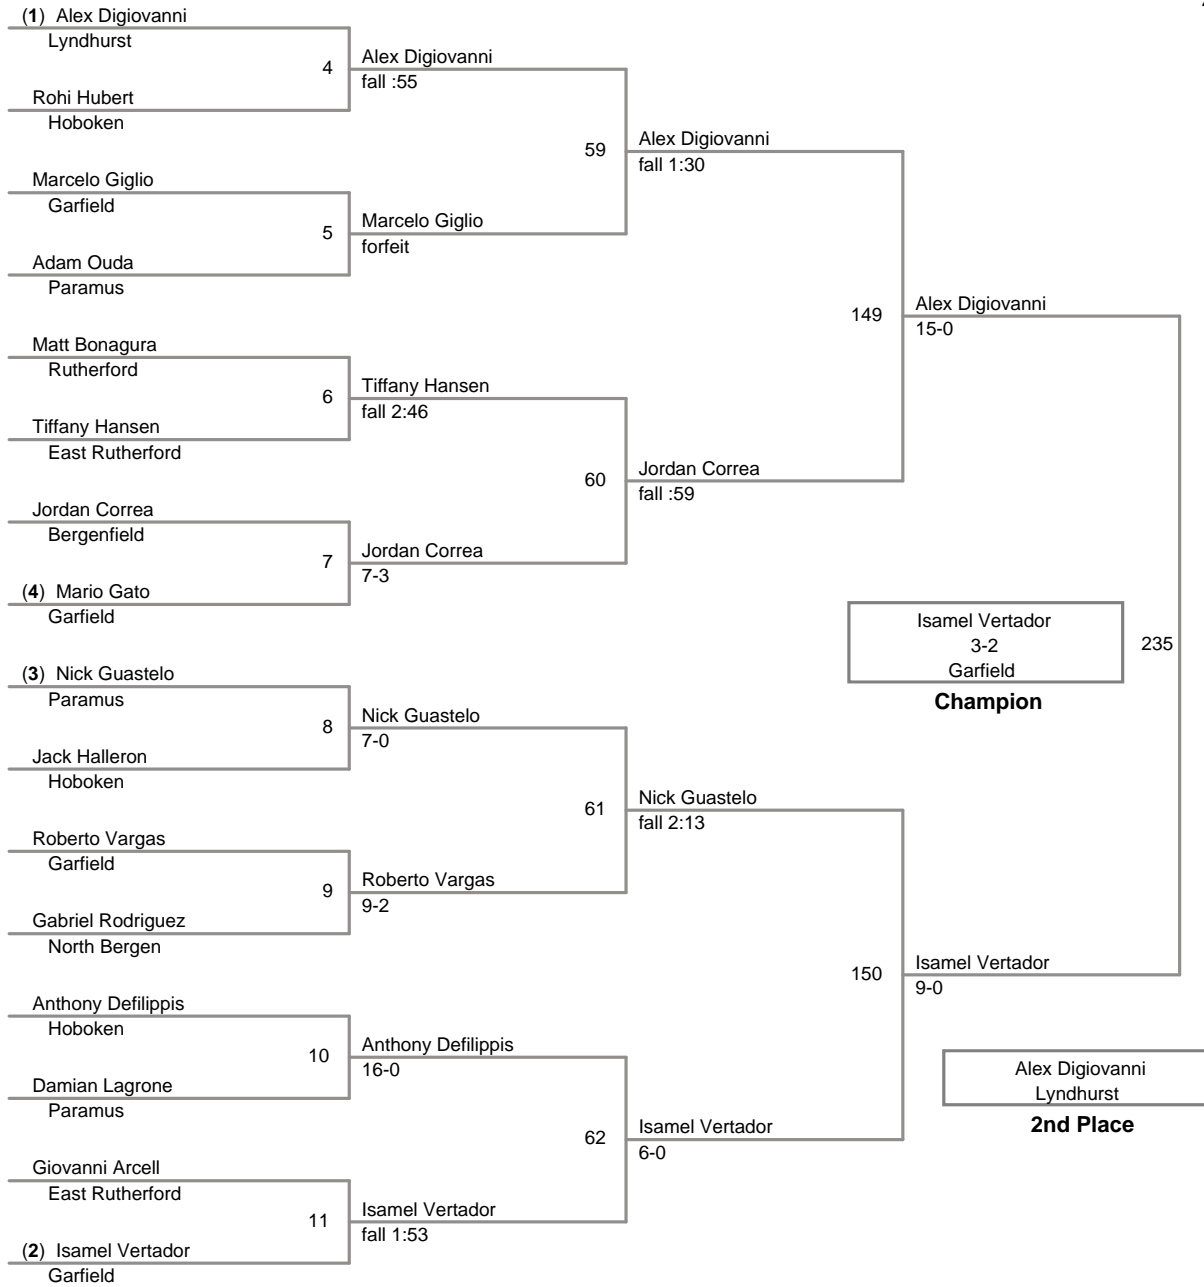 (1) Alex Digiovanni
Lyndhurst
4
Rohi Hubert
Hoboken
Alex Digiovanni
fall :55
Marcelo Giglio
Garfield
5
Adam Ouda
Paramus
Marcelo Giglio
forfeit
59
Alex Digiovanni
fall 1:30
Matt Bonagura
Rutherford
6
Tiffany Hansen
East Rutherford
Tiffany Hansen
fall 2:46
Jordan Correa
Bergenfield
7
(4) Mario Gato
Garfield
Jordan Correa
7-3
60
Jordan Correa
fall :59
149
Alex Digiovanni
15-0
(3) Nick Guastelo
Paramus
8
Jack Halleron
Hoboken
Nick Guastelo
7-0
Roberto Vargas
Garfield
9
Gabriel Rodriguez
North Bergen
Roberto Vargas
9-2
61
Nick Guastelo
fall 2:13
Anthony Defilippis
Hoboken
10
Damian Lagrone
Paramus
Anthony Defilippis
16-0
Giovanni Arcell
East Rutherford
11
(2) Isamel Vertador
Garfield
Isamel Vertador
fall 1:53
62
Isamel Vertador
6-0
150
Isamel Vertador
9-0
Isamel Vertador
3-2
Garfield
Champion
235
Alex Digiovanni
Lyndhurst
2nd Place